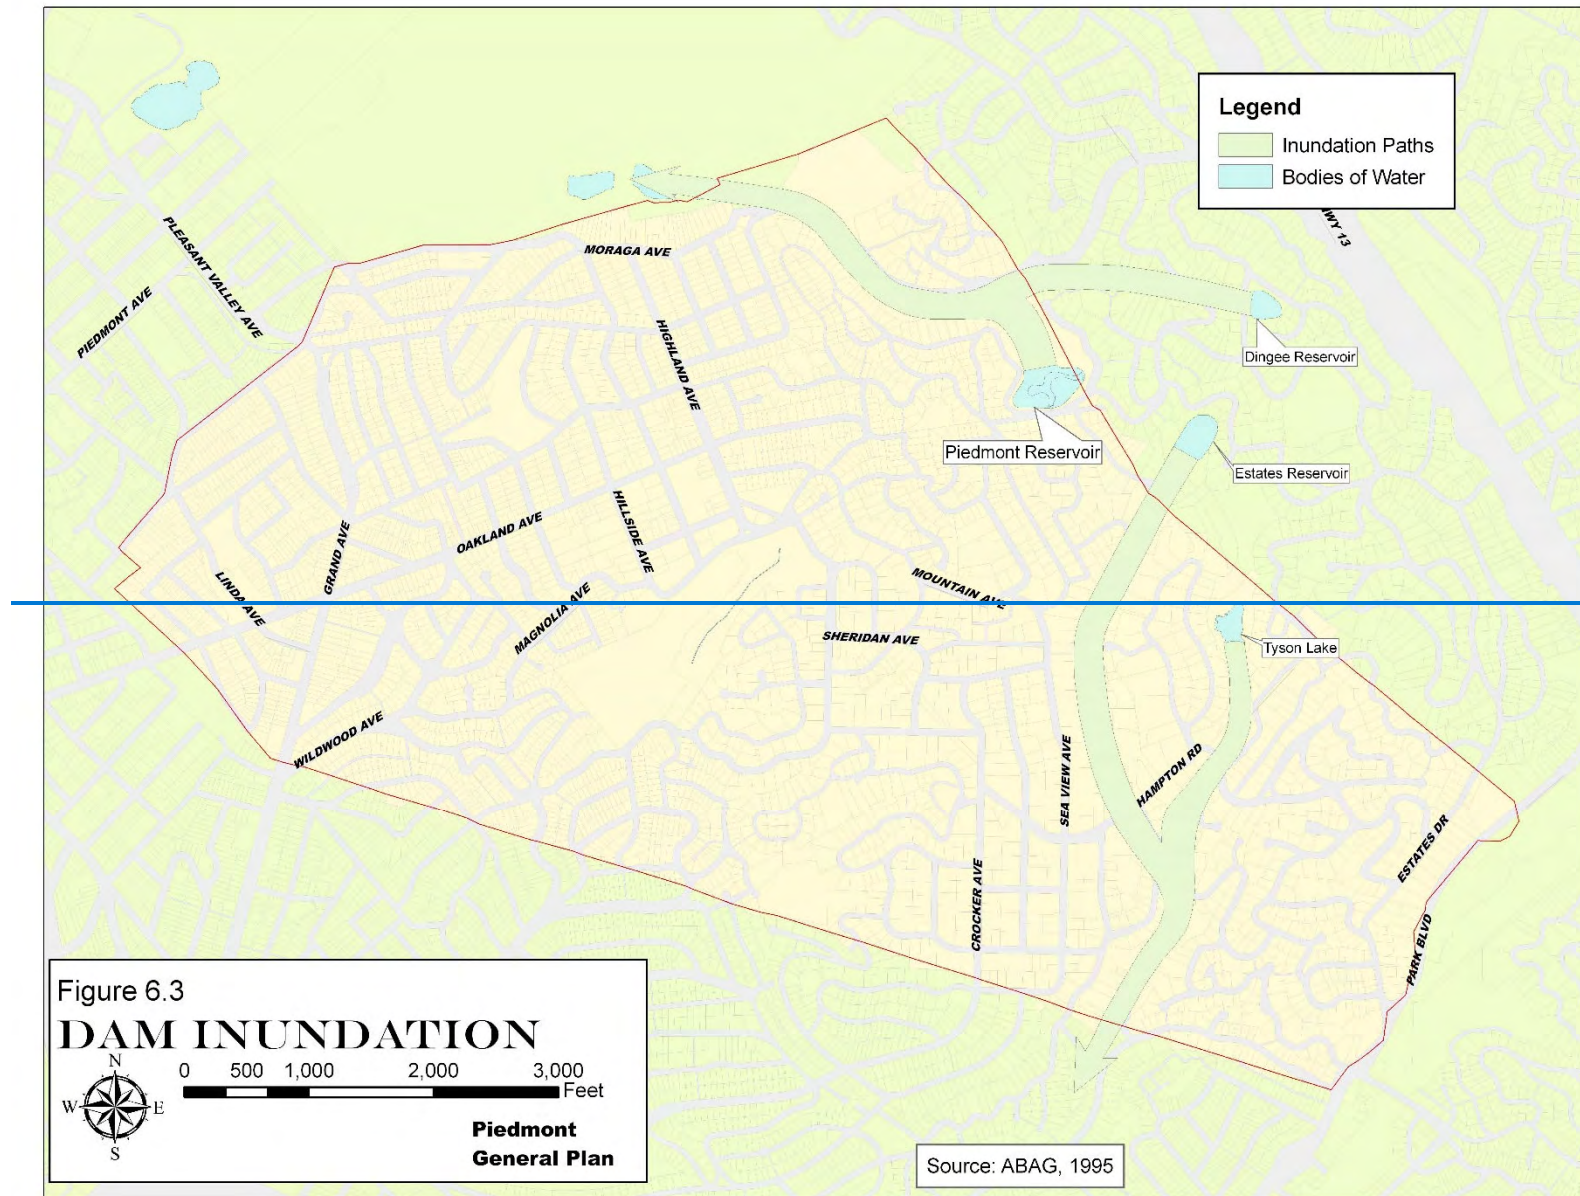 Legend
Inundation Paths
Bodies of Water
HWY 13
PLEASANT VALLEY AVE
PIEDMONT AVE
MORAGA AVE
HIGHLAND AVE
Dingee Reservoir
Piedmont Reservoir
Estates Reservoir
OAKLAND AVE
HILLSIDE AVE
GRAND AVE
LINDA AVE
MAGNOLIA AVE
MOUNTAIN AVE
SHERIDAN AVE
Tyson Lake
WILDWOOD AVE
SEA VIEW AVE
HAMPTON RD
CROCKER AVE
ESTATES DR
PARK BLVD
Figure 6.3
DAM INUNDATION
N
W E
S
0 500 1,000 2,000 3,000
Feet
Piedmont
General Plan
Source: ABAG, 1995